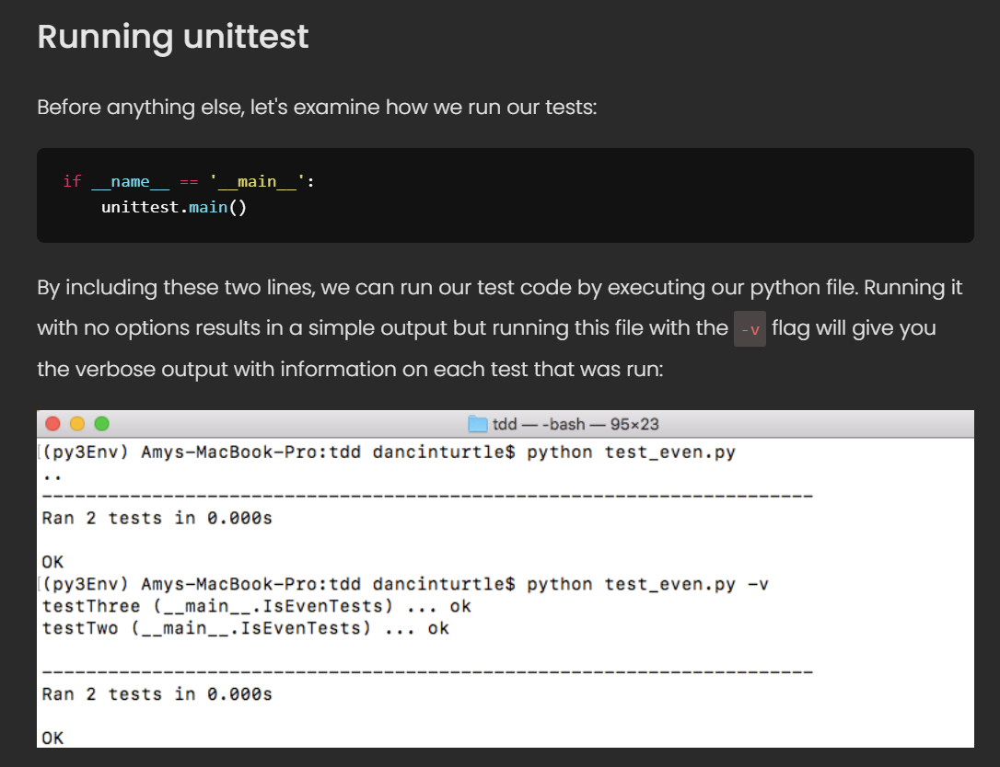 Running unittest
Before anything else, let's examine how we run our tests:
if __name__ == '__main__':
    unittest.main()
By including these two lines, we can run our test code by executing our python file. Running it
with no options results in a simple output but running this file with the -v flag will give you
the verbose output with information on each test that was run:
tdd — -bash — 95×23
[(py3Env) Amys-MacBook-Pro:tdd dancinturtle$ python test_even.py
..
----------------------------------------------------------------------
Ran 2 tests in 0.000s
OK
[(py3Env) Amys-MacBook-Pro:tdd dancinturtle$ python test_even.py -v
testThree (__main__.IsEvenTests) ... ok
testTwo (__main__.IsEvenTests) ... ok
----------------------------------------------------------------------
Ran 2 tests in 0.000s
OK